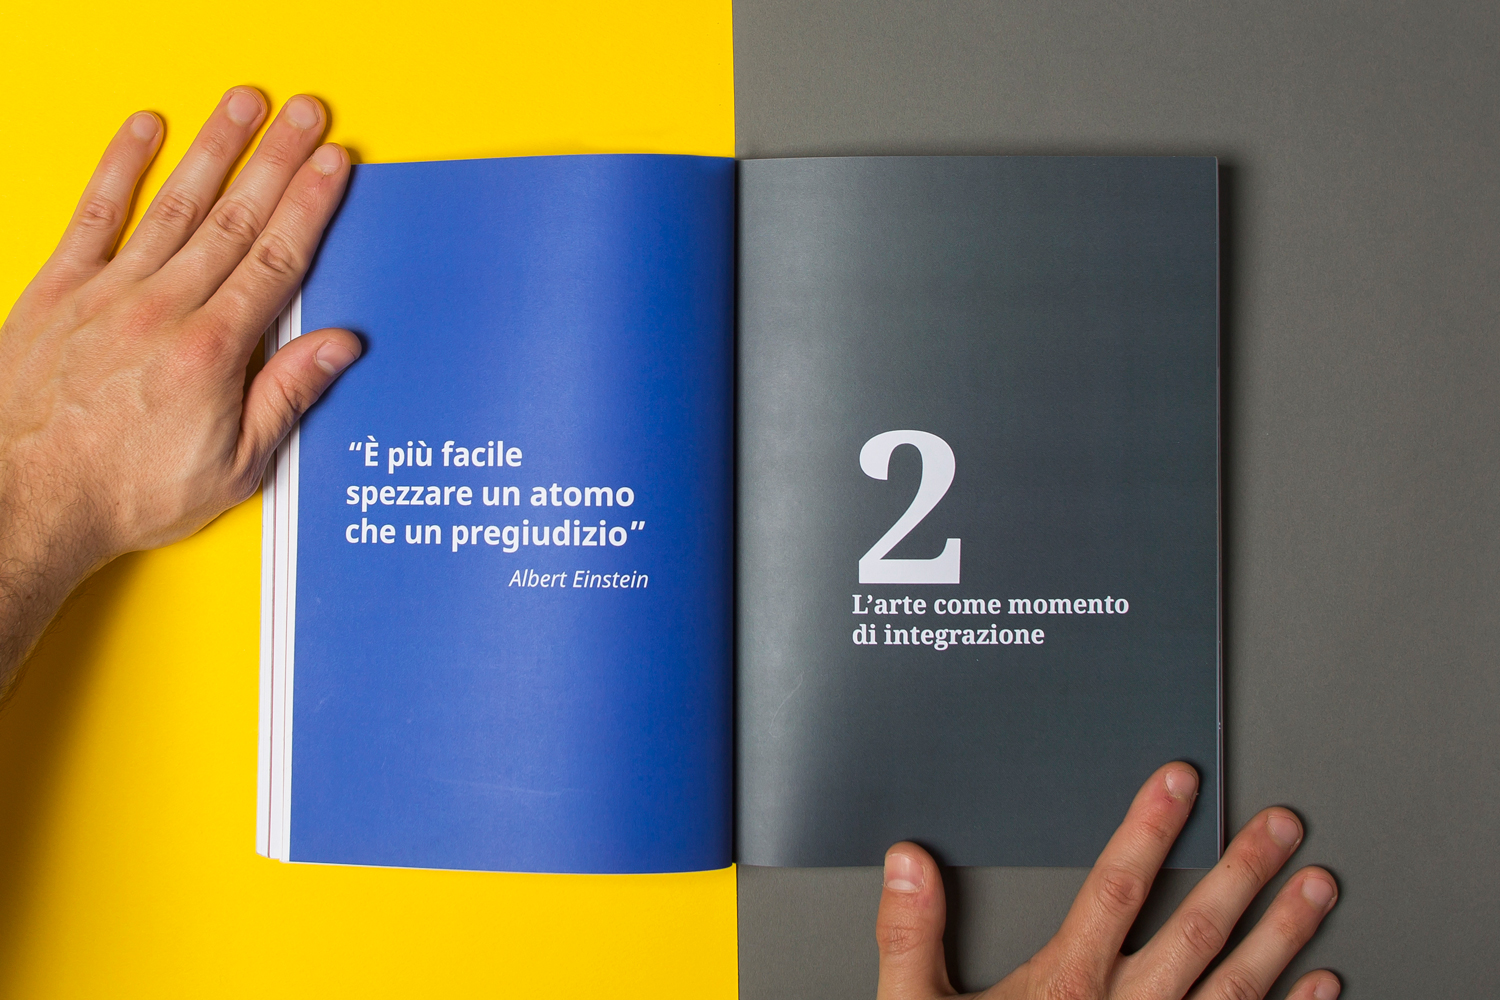 “È più facile
spezzare un atomo
che un pregiudizio”
Albert Einstein
2
L’arte come momento
di integrazione